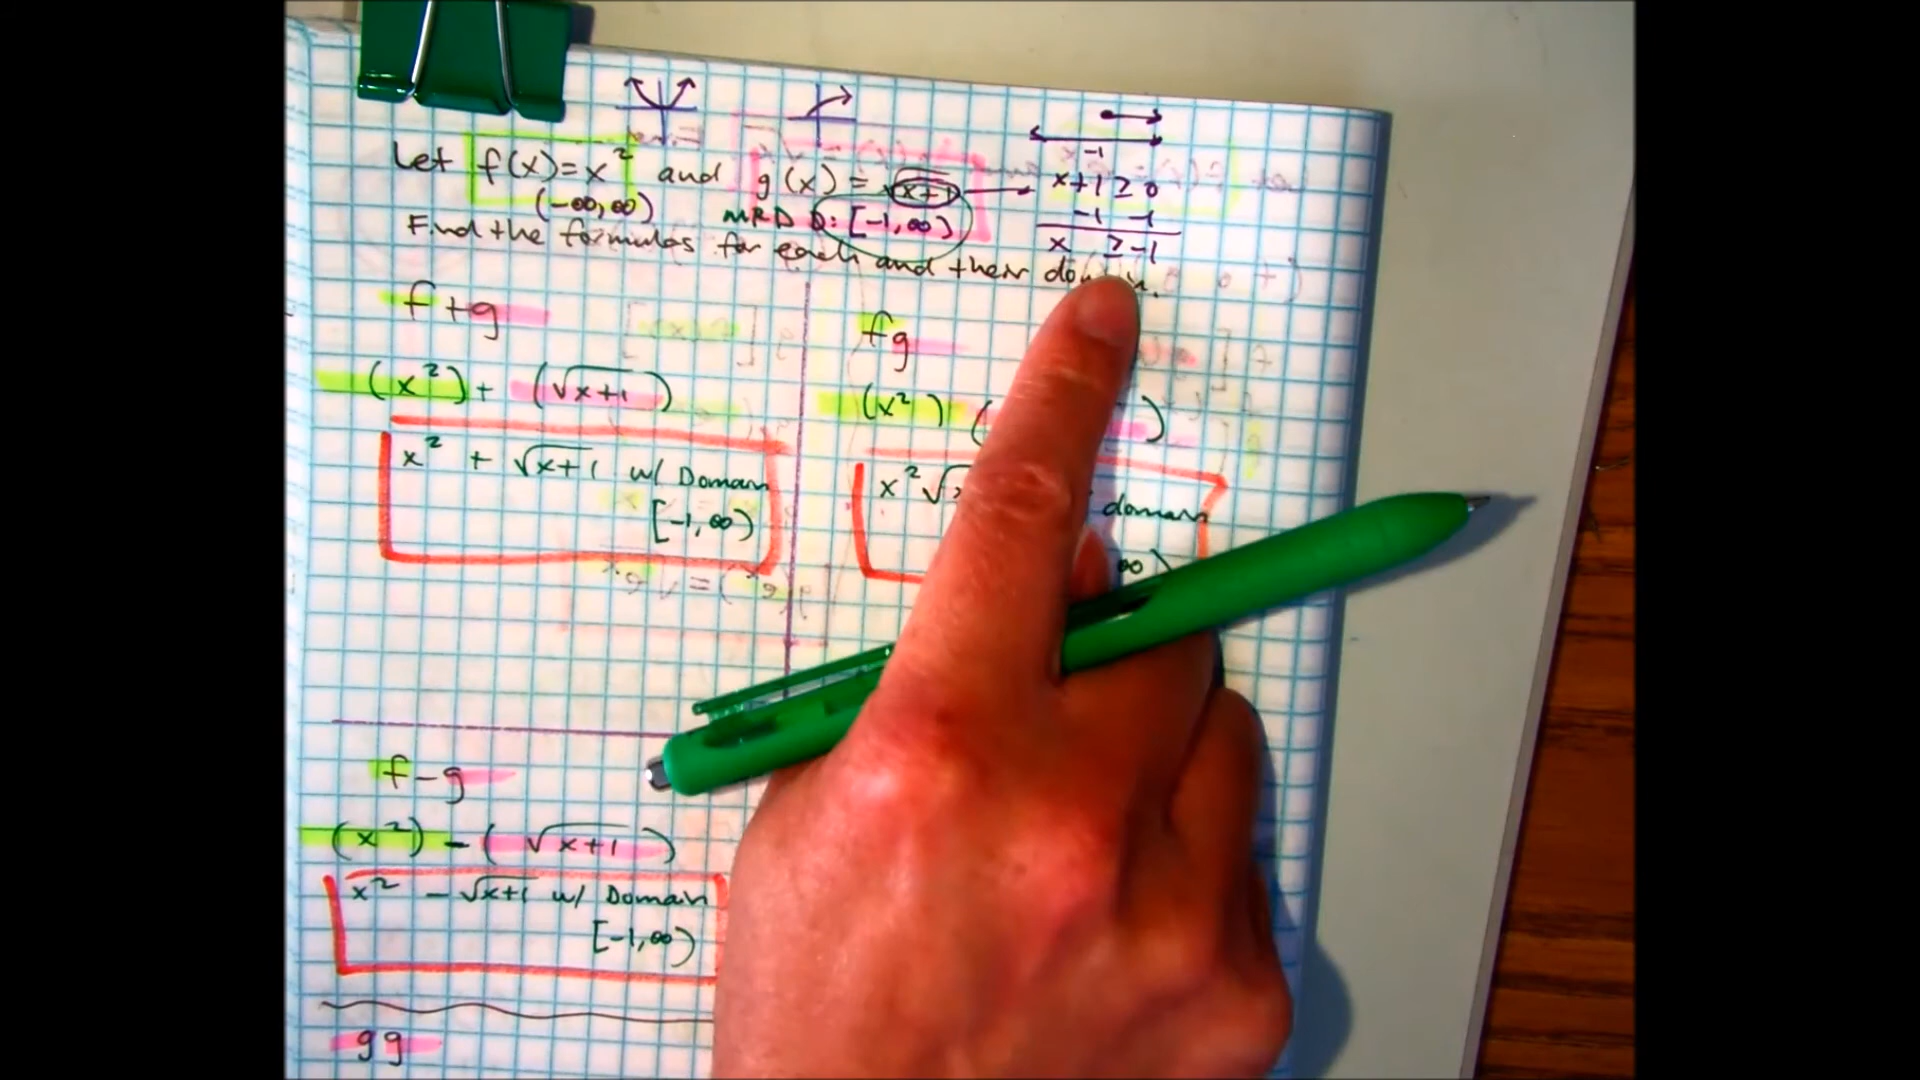 Let f(x)=x² and g(x) = √x+1 → x+1 ≥ 0
-1
(-∞,∞) MRD D: [-1,∞) -1 -1
x ≥ -1
Find the formulas for each and their
f+g
fg
(x²) + (√x+1)
(x²) ( )
x² + √x+1 w/ Domain
[-1,∞)
x²√ domain
∞)
f-g
(x²) - (√x+1)
x² - √x+1 w/ Domain
[-1,∞)
gg